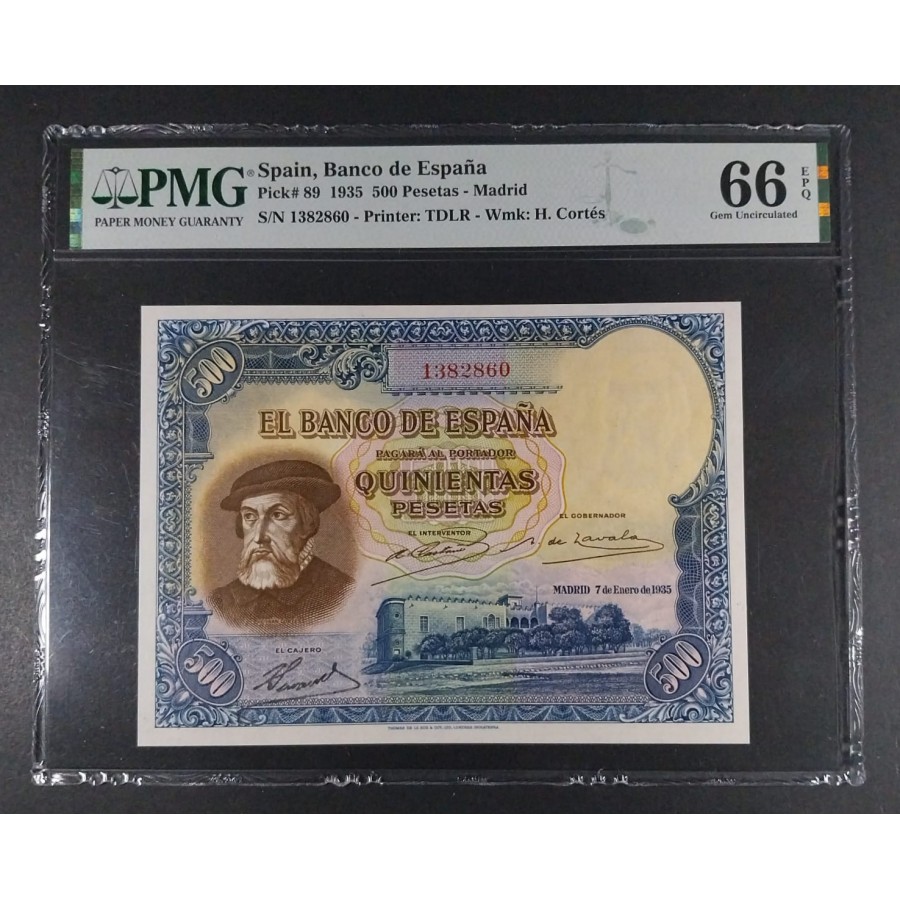 PMG®
PAPER MONEY GUARANTY
Spain, Banco de España
Pick# 89 1935 500 Pesetas - Madrid
S/N 1382860 - Printer: TDLR - Wmk: H. Cortés
66
EPQ
Gem Uncirculated
500
1382860
EL BANCO DE ESPAÑA
PAGARÁ AL PORTADOR
QUINIENTAS
PESETAS
EL GOBERNADOR
EL INTERVENTOR
de Zavala
MADRID 7 de Enero de 1935
EL CAJERO
500
500